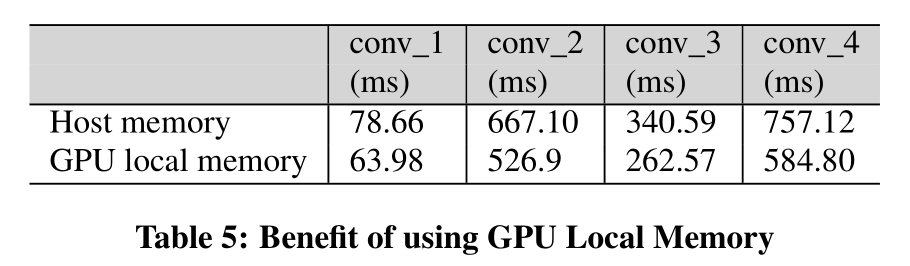 conv_1 conv_2 conv_3 conv_4
(ms) (ms) (ms) (ms)
Host memory 78.66 667.10 340.59 757.12
GPU local memory 63.98 526.9 262.57 584.80
Table 5: Benefit of using GPU Local Memory